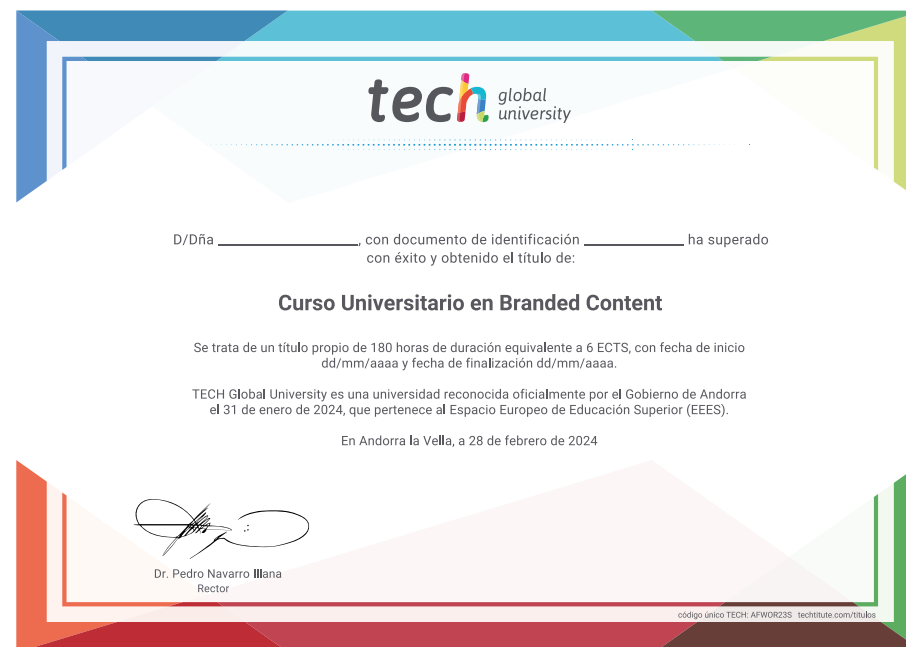 tech global university
D/Dña ______________, con documento de identificación __________ ha superado
con éxito y obtenido el título de:
Curso Universitario en Branded Content
Se trata de un título propio de 180 horas de duración equivalente a 6 ECTS, con fecha de inicio
dd/mm/aaaa y fecha de finalización dd/mm/aaaa.
TECH Global University es una universidad reconocida oficialmente por el Gobierno de Andorra
el 31 de enero de 2024, que pertenece al Espacio Europeo de Educación Superior (EEES).
En Andorra la Vella, a 28 de febrero de 2024
Dr. Pedro Navarro Illana
Rector
código único TECH: AFWOR23S techtitute.com/titulos